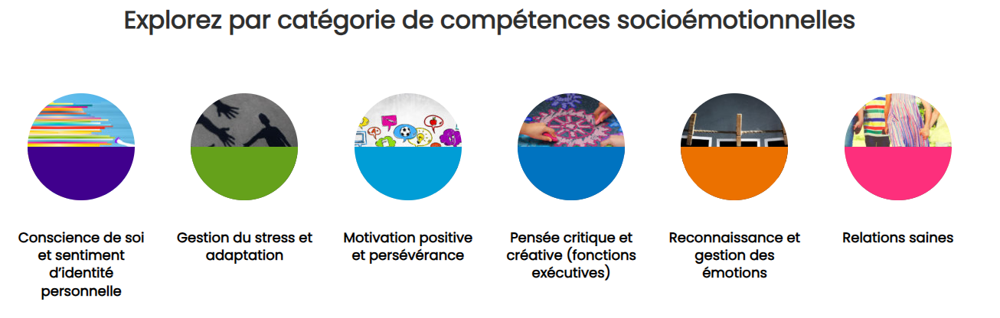 Explorez par catégorie de compétences socioémotionnelles
Conscience de soi
et sentiment
d’identité
personnelle
Gestion du stress et
adaptation
Motivation positive
et persévérance
Pensée critique et
créative (fonctions
exécutives)
Reconnaissance et
gestion des
émotions
Relations saines